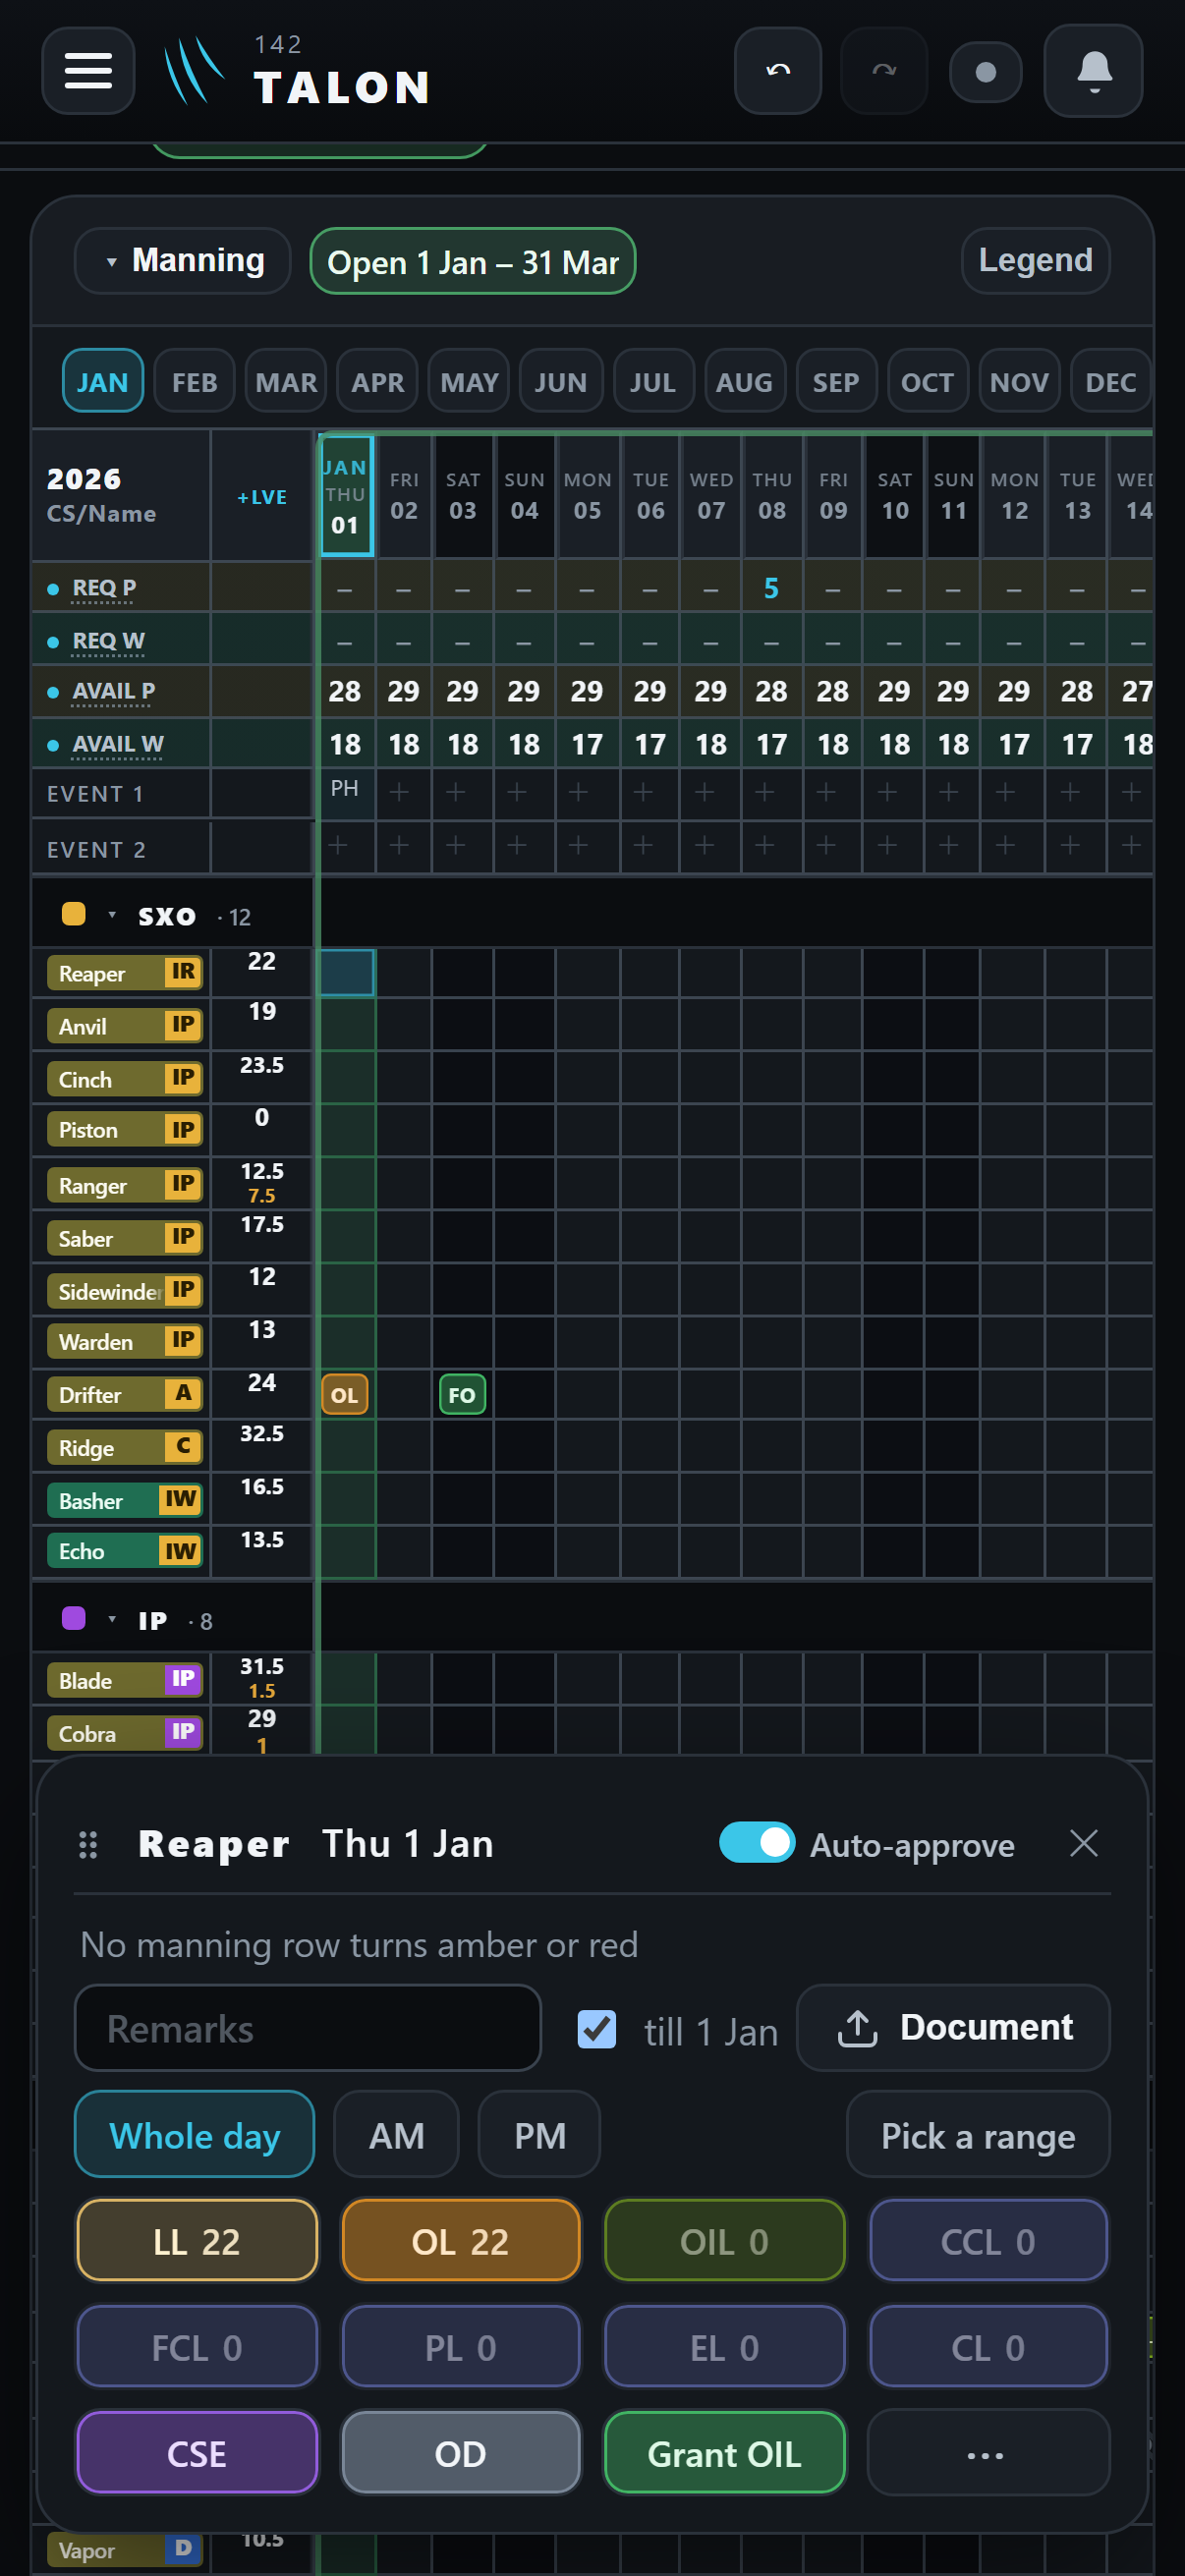 142
TALON
Manning Open 1 Jan – 31 Mar Legend
JAN FEB MAR APR MAY JUN JUL AUG SEP OCT NOV DEC
2026
CS/Name
+LVE
JAN
THU FRI SAT SUN MON TUE WED THU FRI SAT SUN MON TUE WED
01 02 03 04 05 06 07 08 09 10 11 12 13 14
REQ P – – – – – – – 5 – – – – – –
REQ W – – – – – – – – – – – – – –
AVAIL P 28 29 29 29 29 29 29 28 28 29 29 29 28 27
AVAIL W 18 18 18 18 17 17 18 17 18 18 18 17 17 18
EVENT 1 PH + + + + + + + + + + + + +
EVENT 2 + + + + + + + + + + + + + +
SXO · 12
Reaper IR 22
Anvil IP 19
Cinch IP 23.5
Piston IP 0
Ranger IP 12.5
7.5
Saber IP 17.5
Sidewinder IP 12
Warden IP 13
Drifter A 24 OL FO
Ridge C 32.5
Basher IW 16.5
Echo IW 13.5
IP · 8
Blade IP 31.5
1.5
Cobra IP 29
1
Reaper Thu 1 Jan Auto-approve
No manning row turns amber or red
Remarks till 1 Jan Document
Whole day AM PM Pick a range
LL 22 OL 22 OIL 0 CCL 0
FCL 0 PL 0 EL 0 CL 0
CSE OD Grant OIL ...
Vapor D 10.5